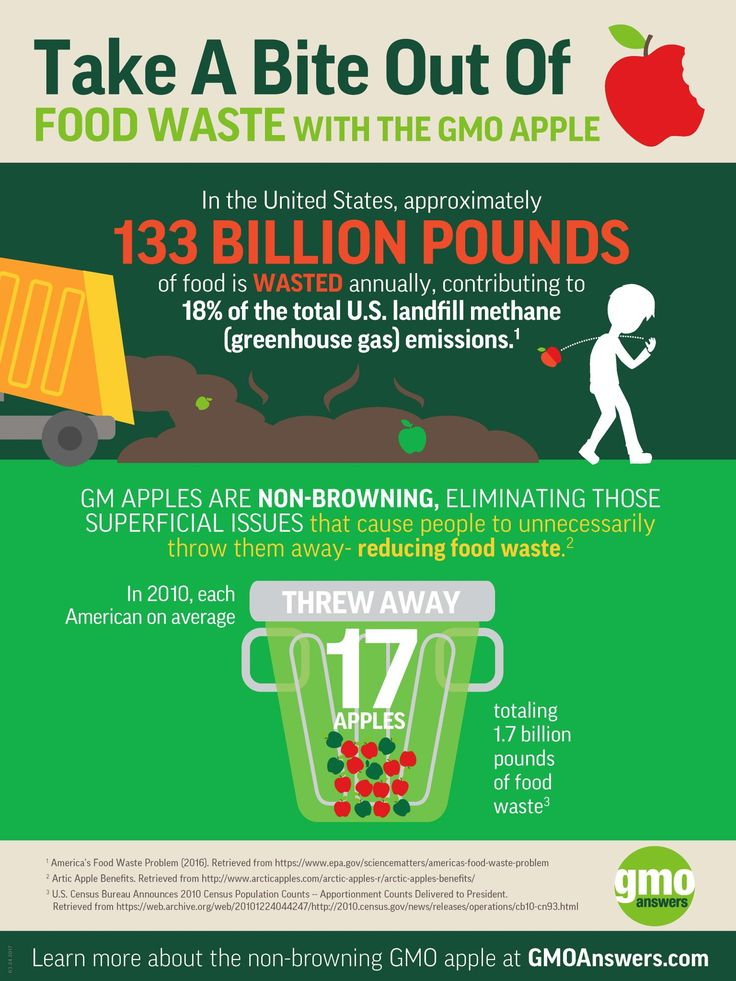 Take A Bite Out Of
FOOD WASTE WITH THE GMO APPLE
In the United States, approximately
133 BILLION POUNDS
of food is WASTED annually, contributing to
18% of the total U.S. landfill methane
(greenhouse gas) emissions.1
GM APPLES ARE NON-BROWNING, ELIMINATING THOSE
SUPERFICIAL ISSUES that cause people to unnecessarily
throw them away- reducing food waste.2
In 2010, each
American on average
THREW AWAY
17
APPLES
totaling
1.7 billion
pounds
of food
waste3
1 America's Food Waste Problem (2016). Retrieved from https://www.epa.gov/sciencematters/americas-food-waste-problem
2 Artic Apple Benefits. Retrieved from http://www.arcticapples.com/arctic-apples-r/arctic-apples-benefits/
3 U.S. Census Bureau Announces 2010 Census Population Counts -- Apportionment Counts Delivered to President.
Retrieved from https://web.archive.org/web/20101224044247/http://2010.census.gov/news/releases/operations/cb10-cn93.html
gmo
answers
Learn more about the non-browning GMO apple at GMOAnswers.com